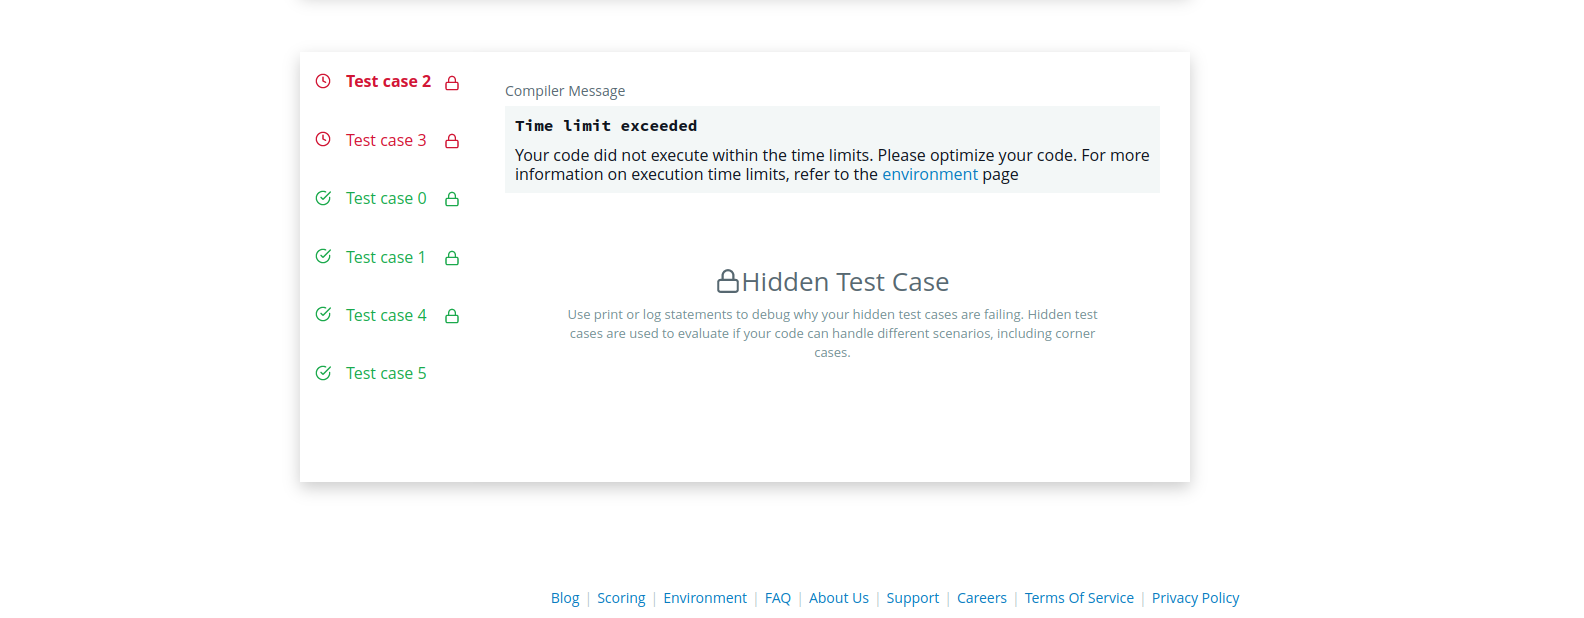 Test case 2
Test case 3
Test case 0
Test case 1
Test case 4
Test case 5
Compiler Message
Time limit exceeded
Your code did not execute within the time limits. Please optimize your code. For more
information on execution time limits, refer to the environment page
Hidden Test Case
Use print or log statements to debug why your hidden test cases are failing. Hidden test
cases are used to evaluate if your code can handle different scenarios, including corner
cases.
Blog | Scoring | Environment | FAQ | About Us | Support | Careers | Terms Of Service | Privacy Policy